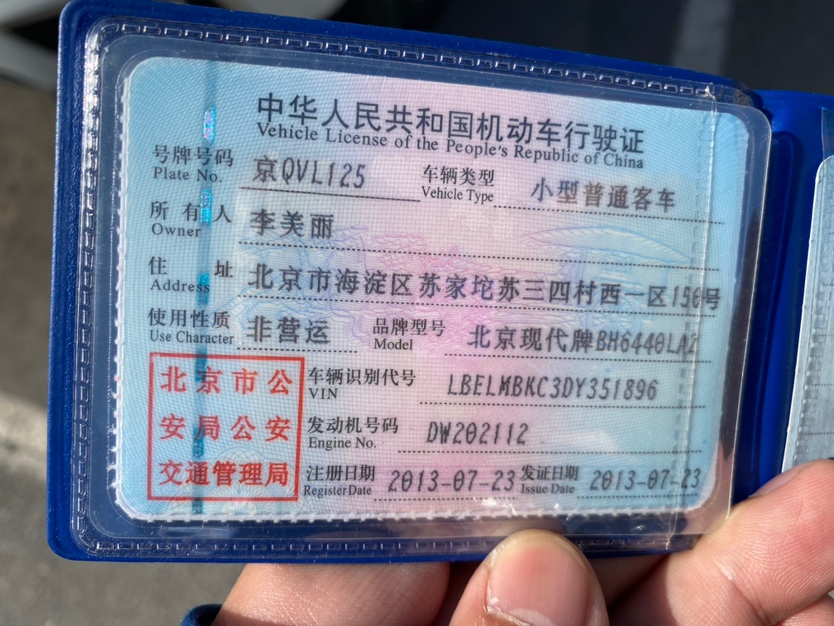 中华人民共和国机动车行驶证
Vehicle License of the People's Republic of China
号牌号码 京QVL125 车辆类型 小型普通客车
Plate No. Vehicle Type
所有人 李美丽
Owner
住址 北京市海淀区苏家坨苏三四村西一区150号
Address
使用性质 非营运 品牌型号 北京现代牌BH6440LAZ
Use Character Model
北京市公 车辆识别代号 LBELMBKC3DY351896
VIN
安局公安 发动机号码 DW202112
Engine No.
交通管理局 注册日期 2013-07-23 发证日期 2013-07-23
Register Date Issue Date